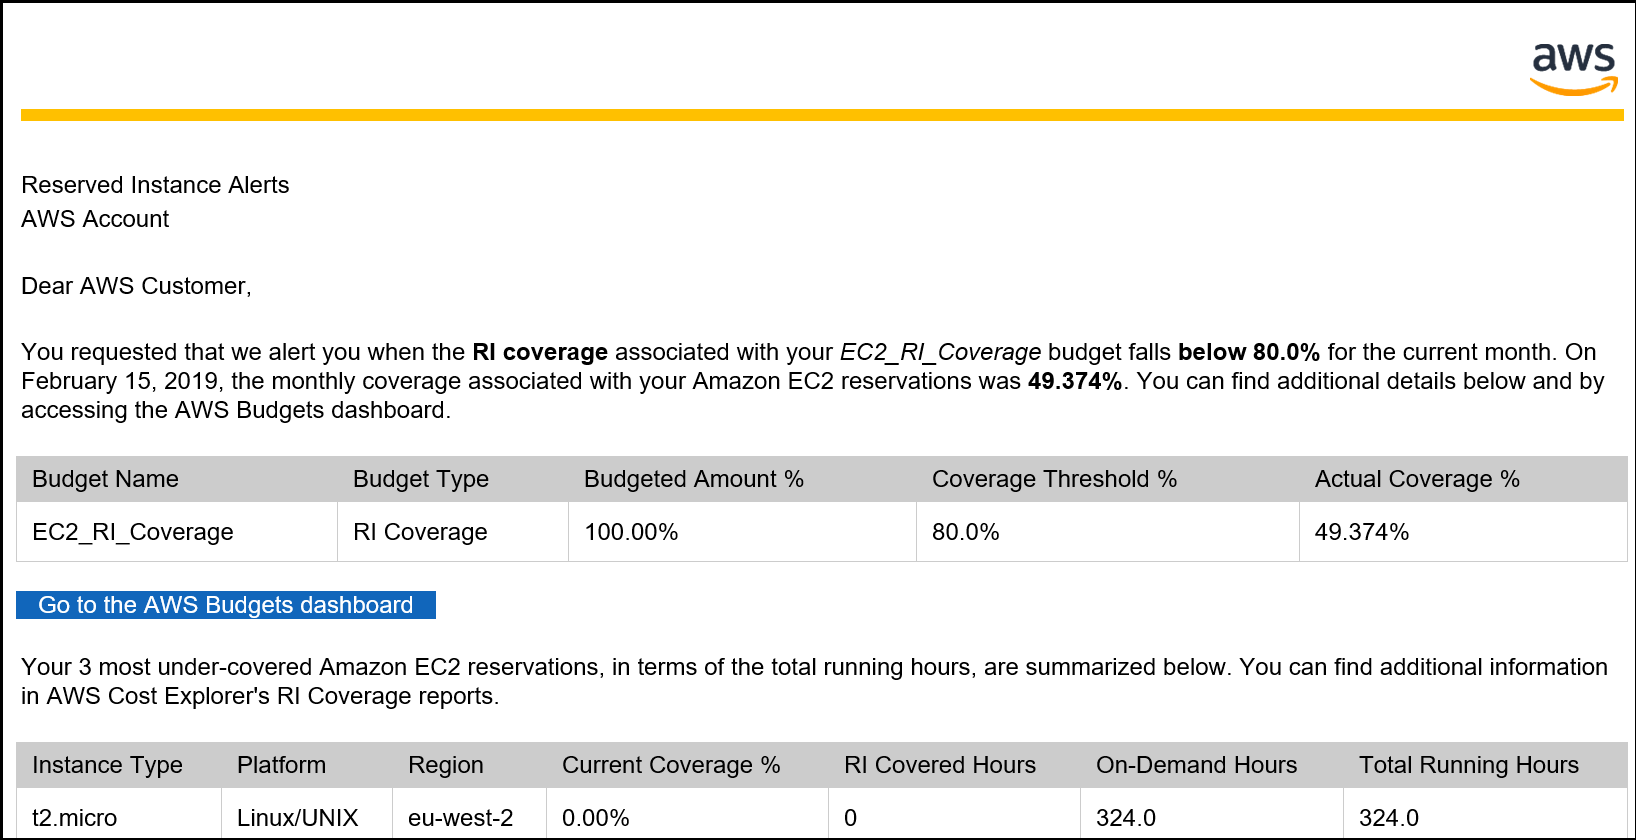 aws
Reserved Instance Alerts
AWS Account
Dear AWS Customer,
You requested that we alert you when the RI coverage associated with your EC2_RI_Coverage budget falls below 80.0% for the current month. On
February 15, 2019, the monthly coverage associated with your Amazon EC2 reservations was 49.374%. You can find additional details below and by
accessing the AWS Budgets dashboard.
Budget Name Budget Type Budgeted Amount % Coverage Threshold % Actual Coverage %
EC2_RI_Coverage RI Coverage 100.00% 80.0% 49.374%
Go to the AWS Budgets dashboard
Your 3 most under-covered Amazon EC2 reservations, in terms of the total running hours, are summarized below. You can find additional information
in AWS Cost Explorer's RI Coverage reports.
Instance Type Platform Region Current Coverage % RI Covered Hours On-Demand Hours Total Running Hours
t2.micro Linux/UNIX eu-west-2 0.00% 0 324.0 324.0